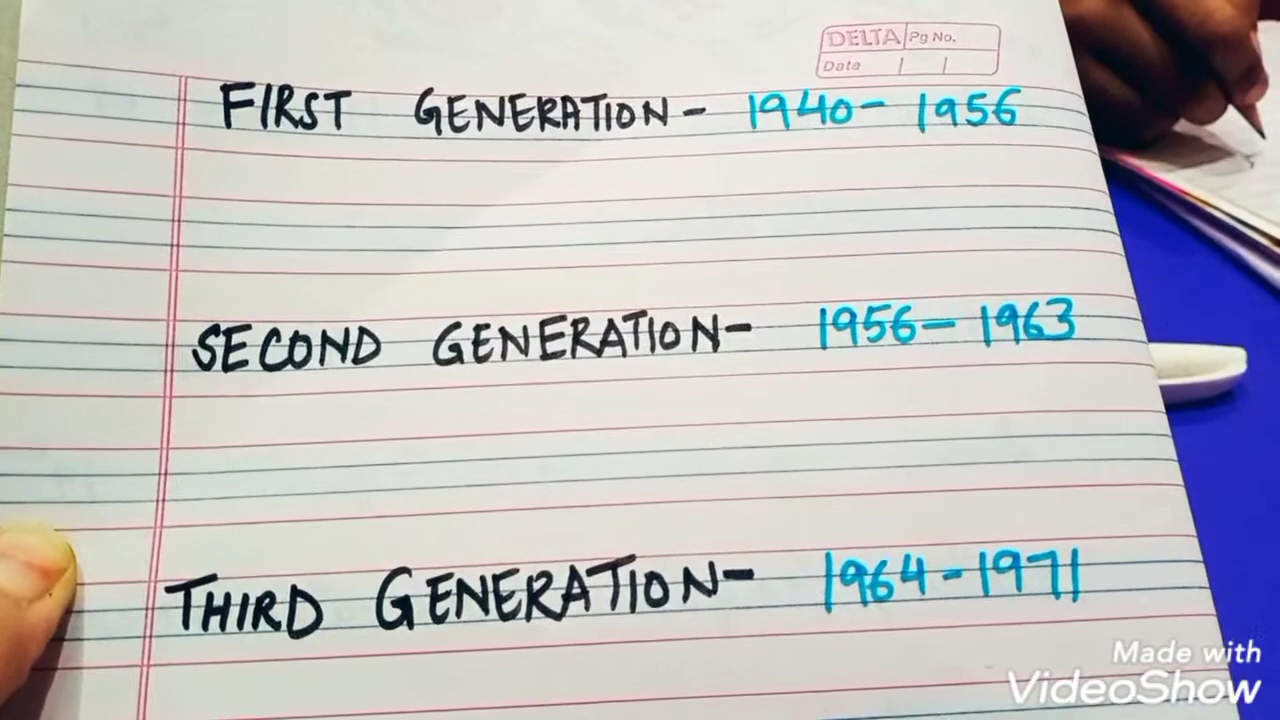 DELTA Pg No.
Date
FIRST GENERATION- 1940- 1956
SECOND GENERATION- 1956- 1963
THIRD GENERATION- 1964-1971
Made with
VideoShow